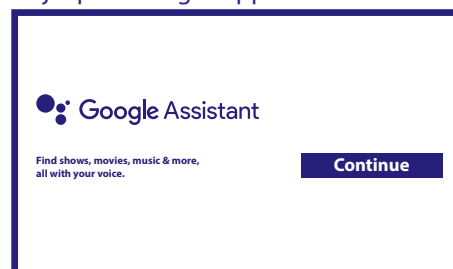 Google Assistant
Find shows, movies, music & more,
all with your voice.
Continue